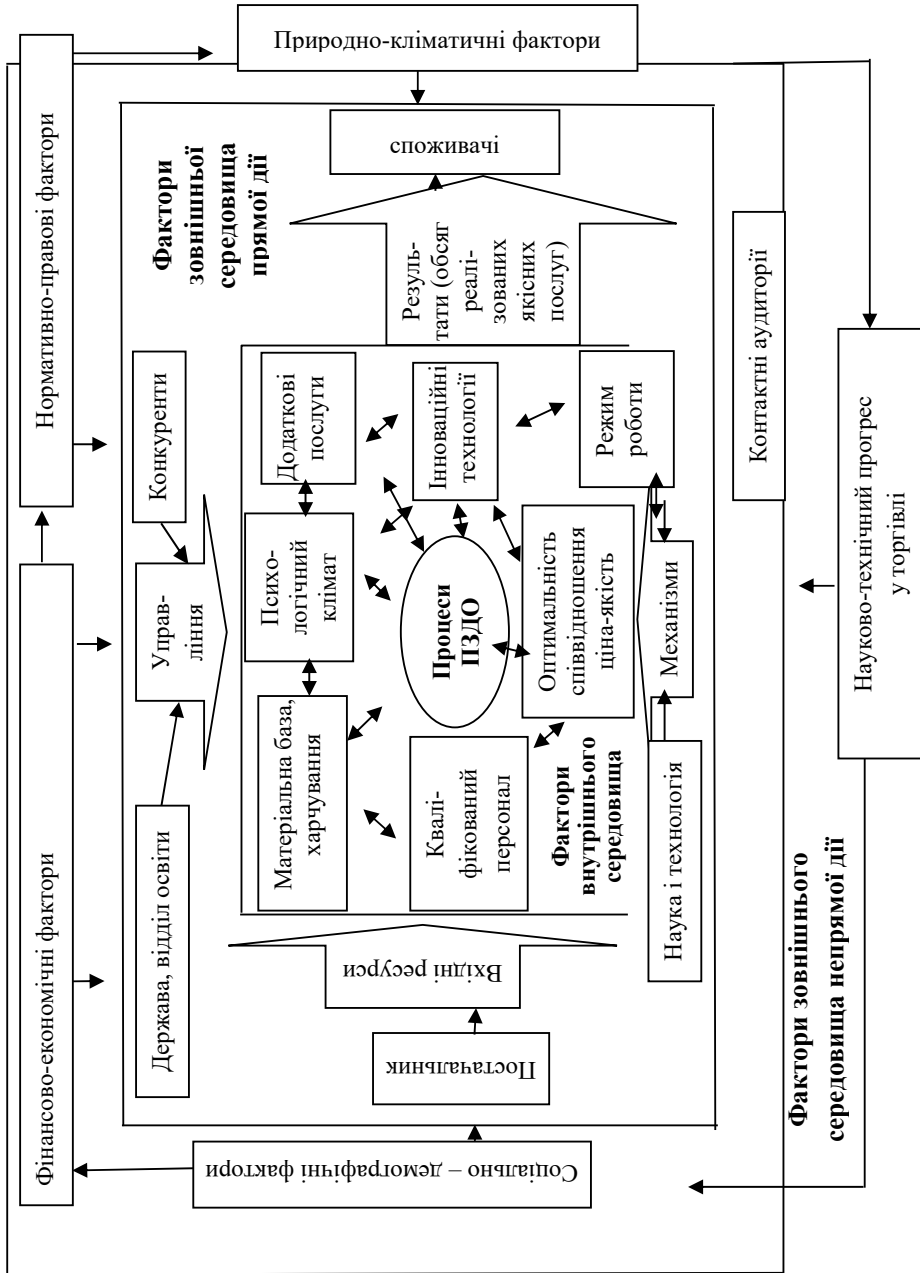 Фінансово-економічні фактори
Нормативно-правові фактори
Природно-кліматичні фактори
Держава, відділ освіти
Управ-
ління
Конкуренти
Фактори
зовнішньої
середовища
прямої дії
Соціально – демографічні фактори
Постачальник
Вхідні ресурси
Матеріальна база,
харчування
Психо-
логічний
клімат
Додаткові
послуги
Квалі-
фікований
персонал
Процеси
ПЗДО
Інноваційні
технології
Фактори
внутрішнього
середовища
Оптимальність
співвідношення
ціна-якість
Режим
роботи
Резуль-
тати (обсяг
реалі-
зованих
якісних
послуг)
споживачі
Наука і технологія
Механізми
Контактні аудиторії
Фактори зовнішнього
середовища непрямої дії
Науково-технічний прогрес
у торгівлі